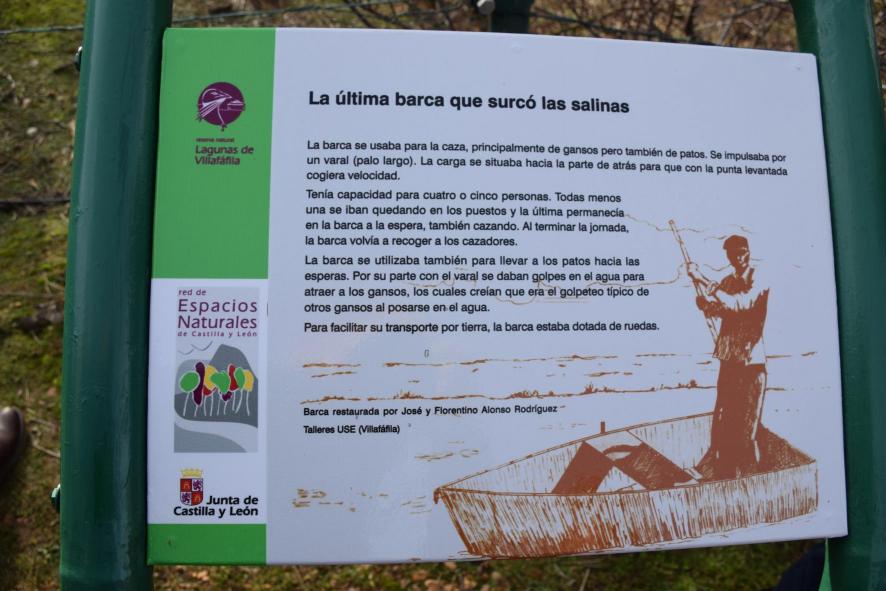 La última barca que surcó las salinas
La barca se usaba para la caza, principalmente de gansos pero también de patos. Se impulsaba por
un varal (palo largo). La carga se situaba hacia la parte de atrás para que con la punta levantada
cogiera velocidad.
Tenía capacidad para cuatro o cinco personas. Todas menos
una se iban quedando en los puestos y la última permanecía
en la barca a la espera, también cazando. Al terminar la jornada,
la barca volvía a recoger a los cazadores.
La barca se utilizaba también para llevar a los patos hacia las
esperas. Por su parte con el varal se daban golpes en el agua para
atraer a los gansos, los cuales creían que era el golpeteo típico de
otros gansos al posarse en el agua.
Para facilitar su transporte por tierra, la barca estaba dotada de ruedas.
Barca restaurada por José y Florentino Alonso Rodríguez
Talleres USE (Villafáfila)
reserva natural
Lagunas de
Villafáfila
red de
Espacios
Naturales
de Castilla y León
Junta de
Castilla y León